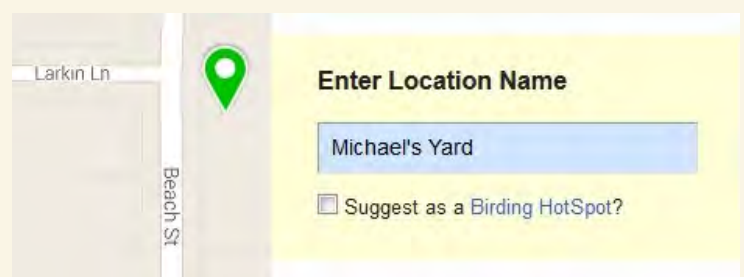 Larkin Ln
Beach St
Enter Location Name
Michael's Yard
Suggest as a Birding HotSpot?